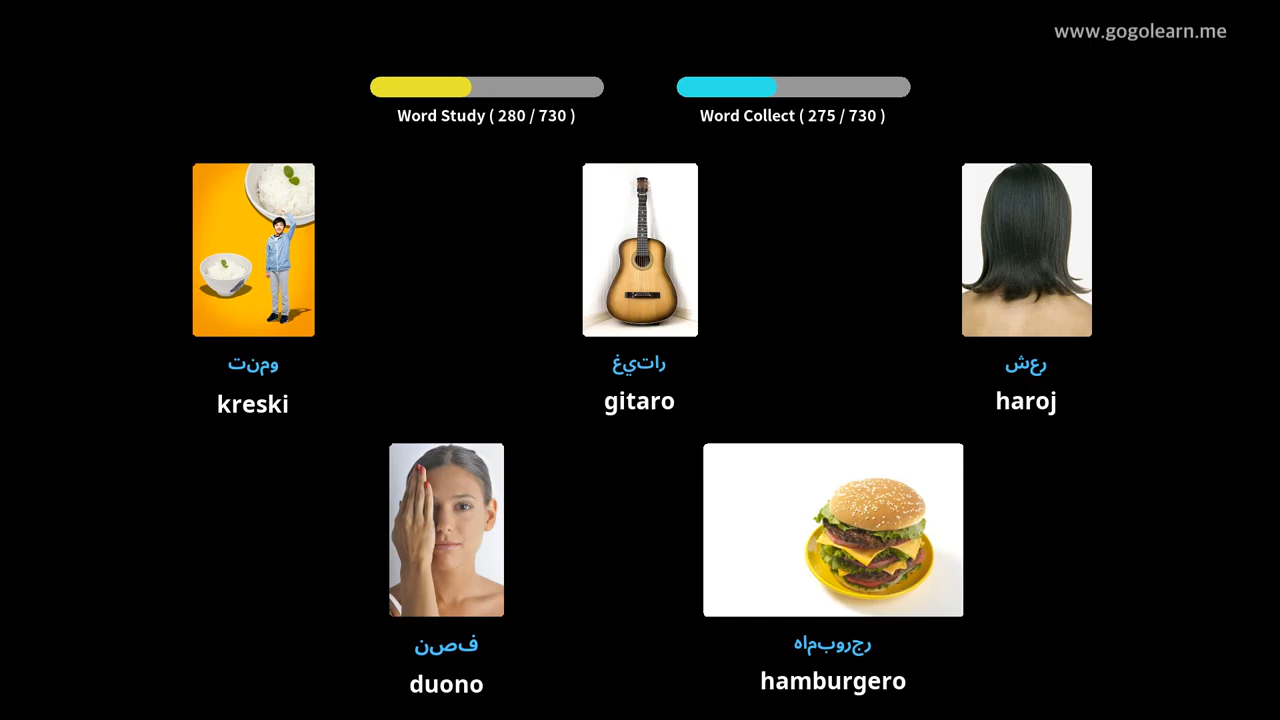 www.gogolearn.me
Word Study ( 280 / 730 )
Word Collect ( 275 / 730 )
ومنت
kreski
راتيغ
gitaro
رعش
haroj
فصن
duono
رجروبماه
hamburgero